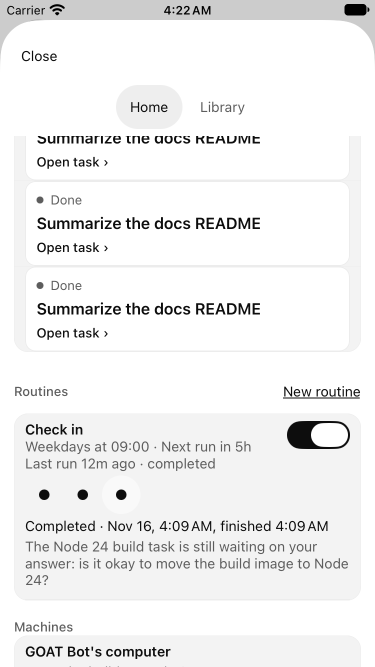 Carrier 4:22 AM
Close
Home Library
Summarize the docs README
Open task ›
Done
Summarize the docs README
Open task ›
Done
Summarize the docs README
Open task ›
Routines New routine
Check in
Weekdays at 09:00 · Next run in 5h
Last run 12m ago · completed
Completed · Nov 16, 4:09 AM, finished 4:09 AM
The Node 24 build task is still waiting on your
answer: is it okay to move the build image to Node
24?
Machines
GOAT Bot's computer